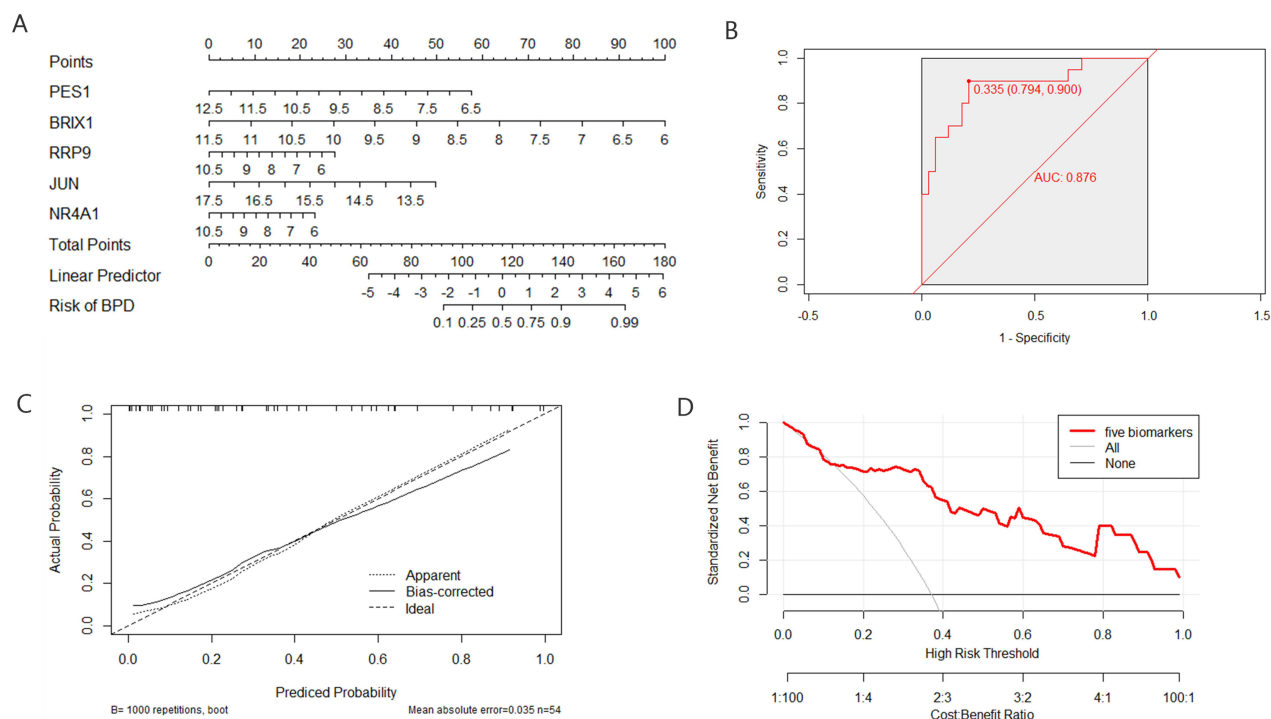 A
Points
0 10 20 30 40 50 60 70 80 90 100
PES1
12.5 11.5 10.5 9.5 8.5 7.5 6.5
BRIX1
11.5 11 10.5 10 9.5 9 8.5 8 7.5 7 6.5 6
RRP9
10.5 9 8 7 6
JUN
17.5 16.5 15.5 14.5 13.5
NR4A1
10.5 9 8 7 6
Total Points
0 20 40 60 80 100 120 140 160 180
Linear Predictor
-5 -4 -3 -2 -1 0 1 2 3 4 5 6
Risk of BPD
0.1 0.25 0.5 0.75 0.9 0.99
B
Sensitivity
0.0 0.2 0.4 0.6 0.8 1.0
0.335 (0.794, 0.900)
AUC: 0.876
-0.5 0.0 0.5 1.0 1.5
1 - Specificity
C
Actual Probability
0.0 0.2 0.4 0.6 0.8 1.0
Apparent
Bias-corrected
Ideal
0.0 0.2 0.4 0.6 0.8 1.0
Prediced Probability
B= 1000 repetitions, boot
Mean absolute error=0.035 n=54
D
Standardized Net Benefit
0.0 0.2 0.4 0.6 0.8 1.0
five biomarkers
All
None
0.0 0.2 0.4 0.6 0.8 1.0
High Risk Threshold
1:100 1:4 2:3 3:2 4:1 100:1
Cost:Benefit Ratio